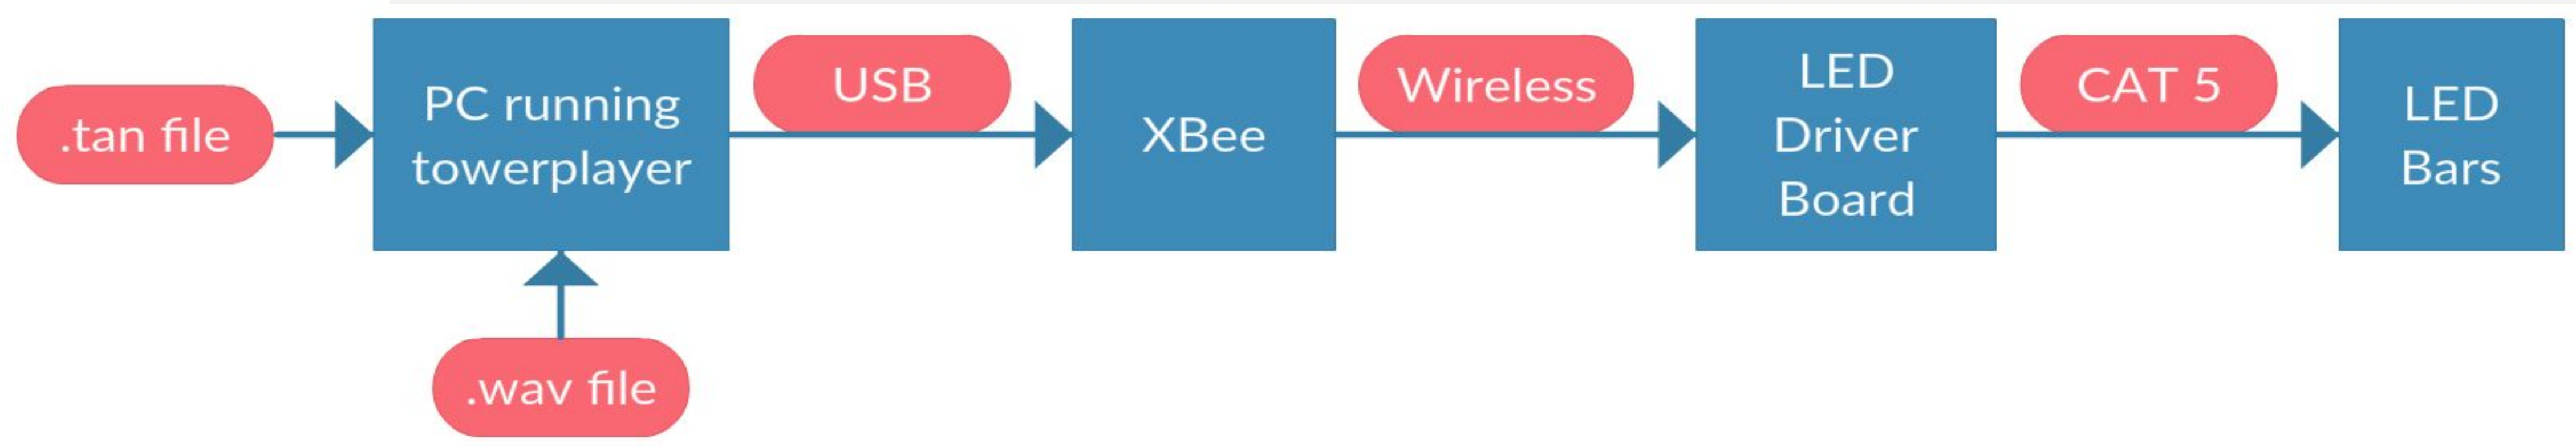 .tan file
PC running
towerplayer
USB
XBee
Wireless
LED
Driver
Board
CAT 5
LED
Bars
.wav file